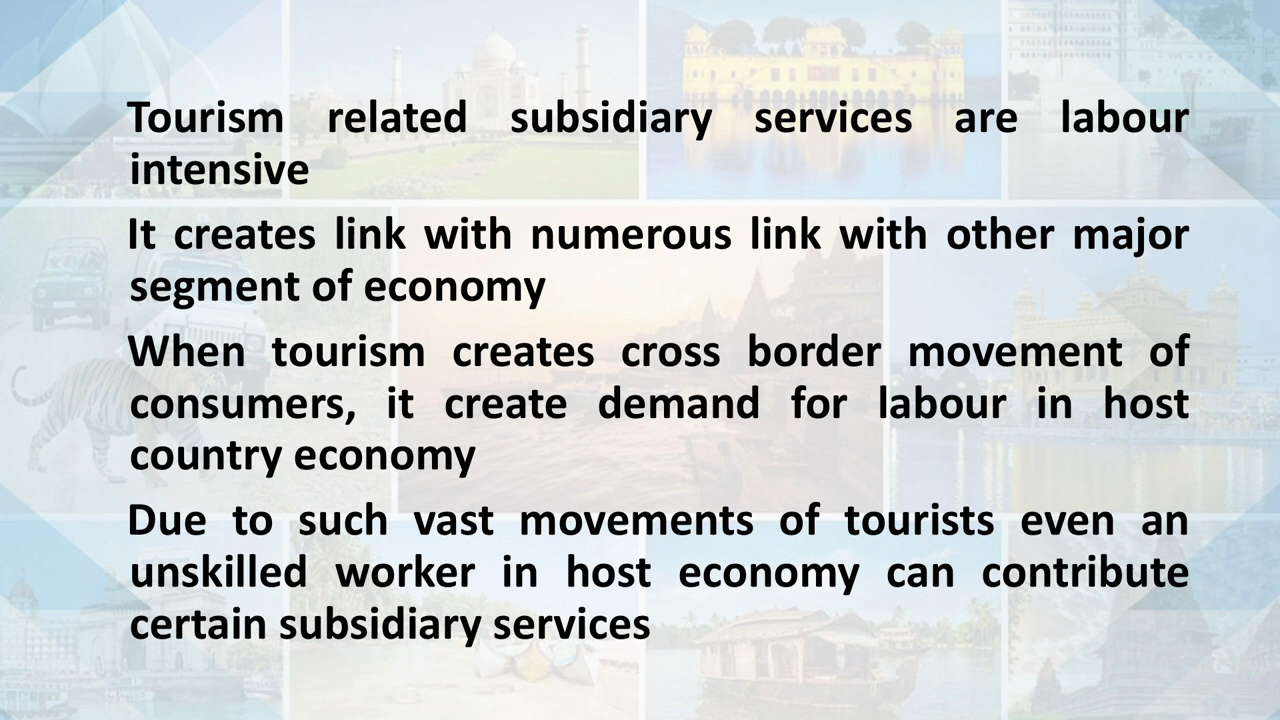 Tourism related subsidiary services are labour
intensive
It creates link with numerous link with other major
segment of economy
When tourism creates cross border movement of
consumers, it create demand for labour in host
country economy
Due to such vast movements of tourists even an
unskilled worker in host economy can contribute
certain subsidiary services